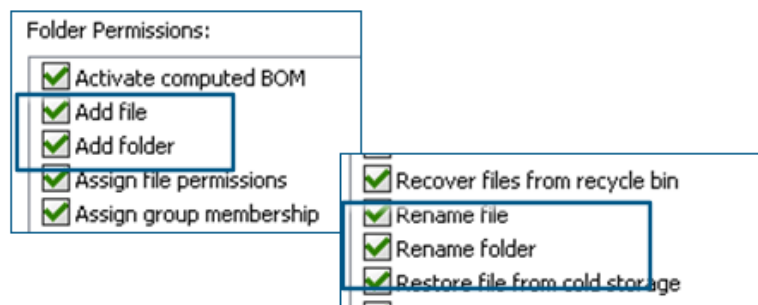 Folder Permissions:
Activate computed BOM
Add file
Add folder
Assign file permissions
Assign group membership
Recover files from recycle bin
Rename file
Rename folder
Restore file from cold storage